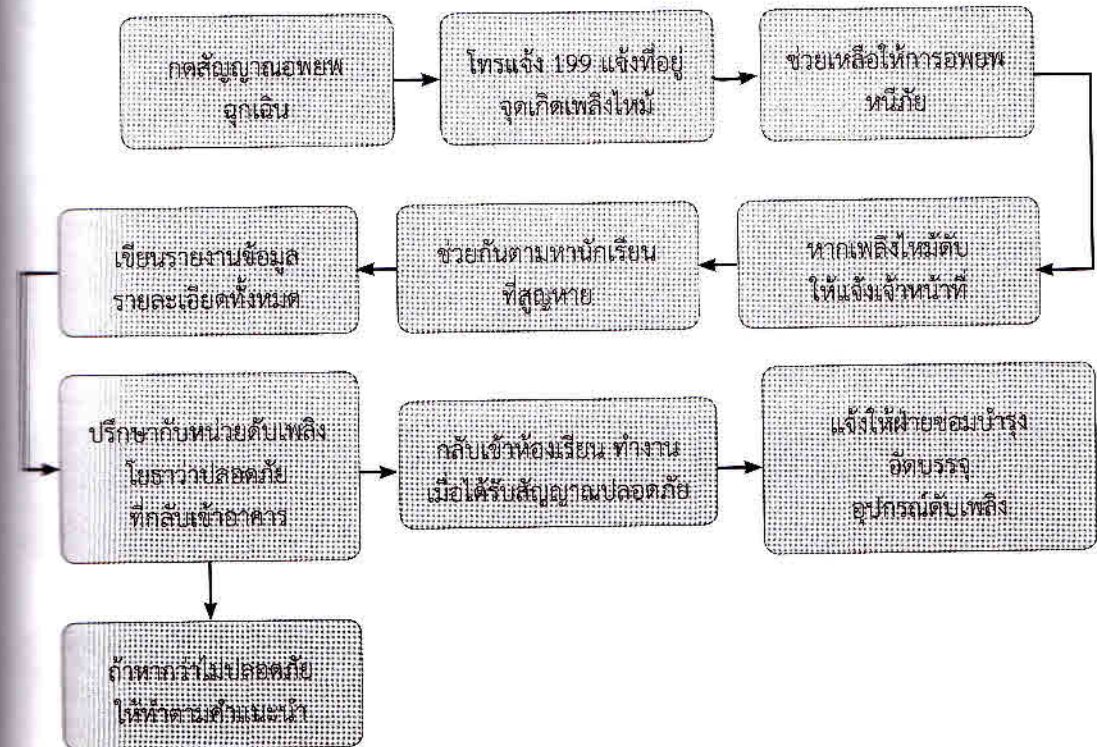 กดสัญญาณอพยพ
ฉุกเฉิน
โทรแจ้ง 199 แจ้งที่อยู่
จุดเกิดเพลิงไหม้
ช่วยเหลือให้การอพยพ
หนีภัย
หากเพลิงไหม้ดับ
ให้แจ้งเจ้าหน้าที่
ช่วยกันตามหานักเรียน
ที่สูญหาย
เขียนรายงานข้อมูล
รายละเอียดทั้งหมด
ปรึกษากับหน่วยดับเพลิง
โยธาว่าปลอดภัย
ที่กลับเข้าอาคาร
กลับเข้าห้องเรียน ทำงาน
เมื่อได้รับสัญญาณปลอดภัย
แจ้งให้ฝ่ายซ่อมบำรุง
อัดบรรจุ
อุปกรณ์ดับเพลิง
ถ้าหากว่าไม่ปลอดภัย
ให้ทำตามคำแนะนำ